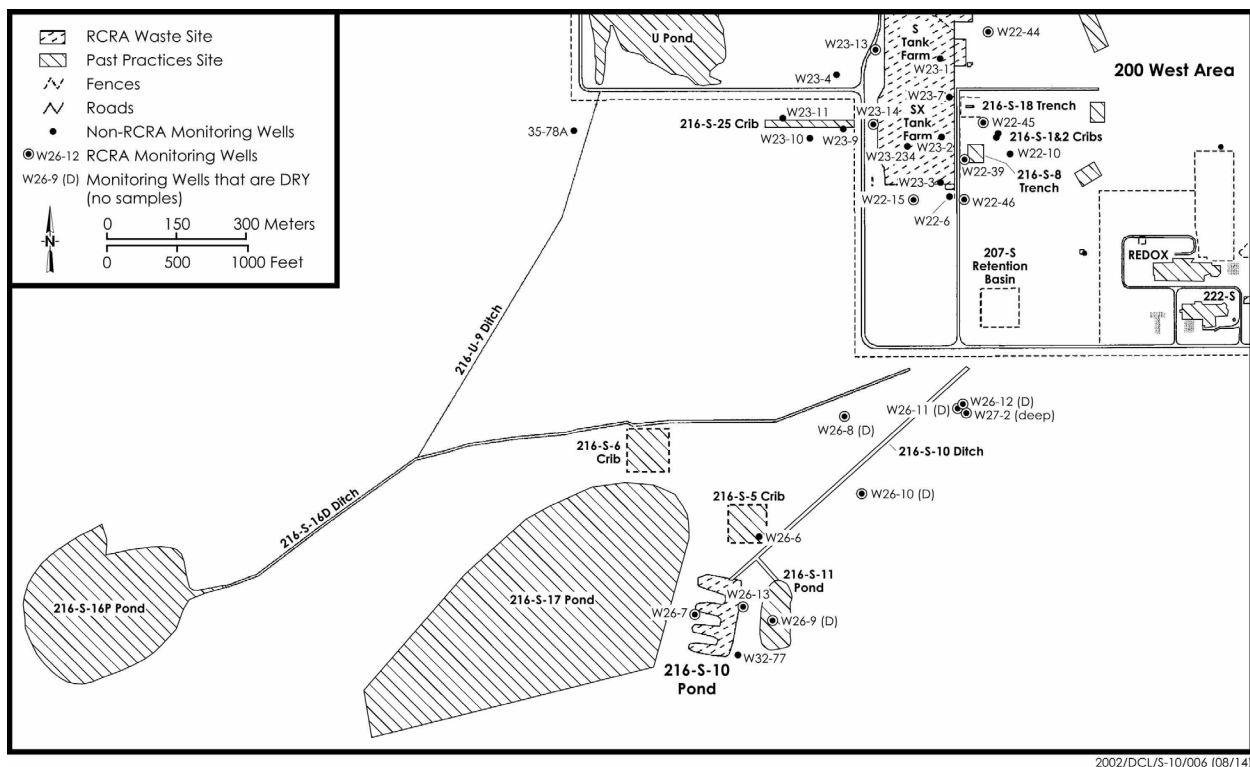 RCRA Waste Site
Past Practices Site
Fences
Roads
Non-RCRA Monitoring Wells
W26-12 RCRA Monitoring Wells
W26-9 (D) Monitoring Wells that are DRY
(no samples)
N
0 150 300 Meters
0 500 1000 Feet
U Pond
W23-13
S
Tank
Farm
W22-44
W23-4
W23-1
200 West Area
W23-7
216-S-18 Trench
SX
Tank
Farm
W23-14
W22-45
W23-11
216-S-25 Crib
35-78A
W23-10
W23-9
W23-2
216-S-1&2 Cribs
W23-234
W22-10
W22-39
216-S-8
Trench
W23-3
W22-15
W22-46
W22-6
207-S
Retention
Basin
REDOX
222-S
216-U-9 Ditch
W26-12 (D)
W26-11 (D)
W27-2 (deep)
W26-8 (D)
216-S-6
Crib
216-S-10 Ditch
W26-10 (D)
216-S-5 Crib
216-S-16D Ditch
W26-6
216-S-11
Pond
216-S-17 Pond
216-S-16P Pond
W26-13
W26-7
W26-9 (D)
W32-77
216-S-10
Pond
2002/DCL/S-10/006 (08/14)